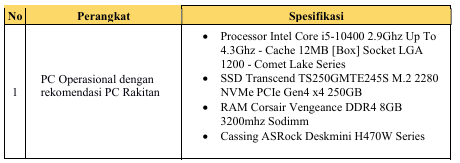 No Perangkat Spesifikasi
1 PC Operasional dengan rekomendasi PC Rakitan
• Processor Intel Core i5-10400 2.9Ghz Up To
4.3Ghz - Cache 12MB [Box] Socket LGA
1200 - Comet Lake Series
• SSD Transcend TS250GMTE245S M.2 2280
NVMe PCIe Gen4 x4 250GB
• RAM Corsair Vengeance DDR4 8GB
3200mhz Sodimm
• Cassing ASRock Deskmini H470W Series